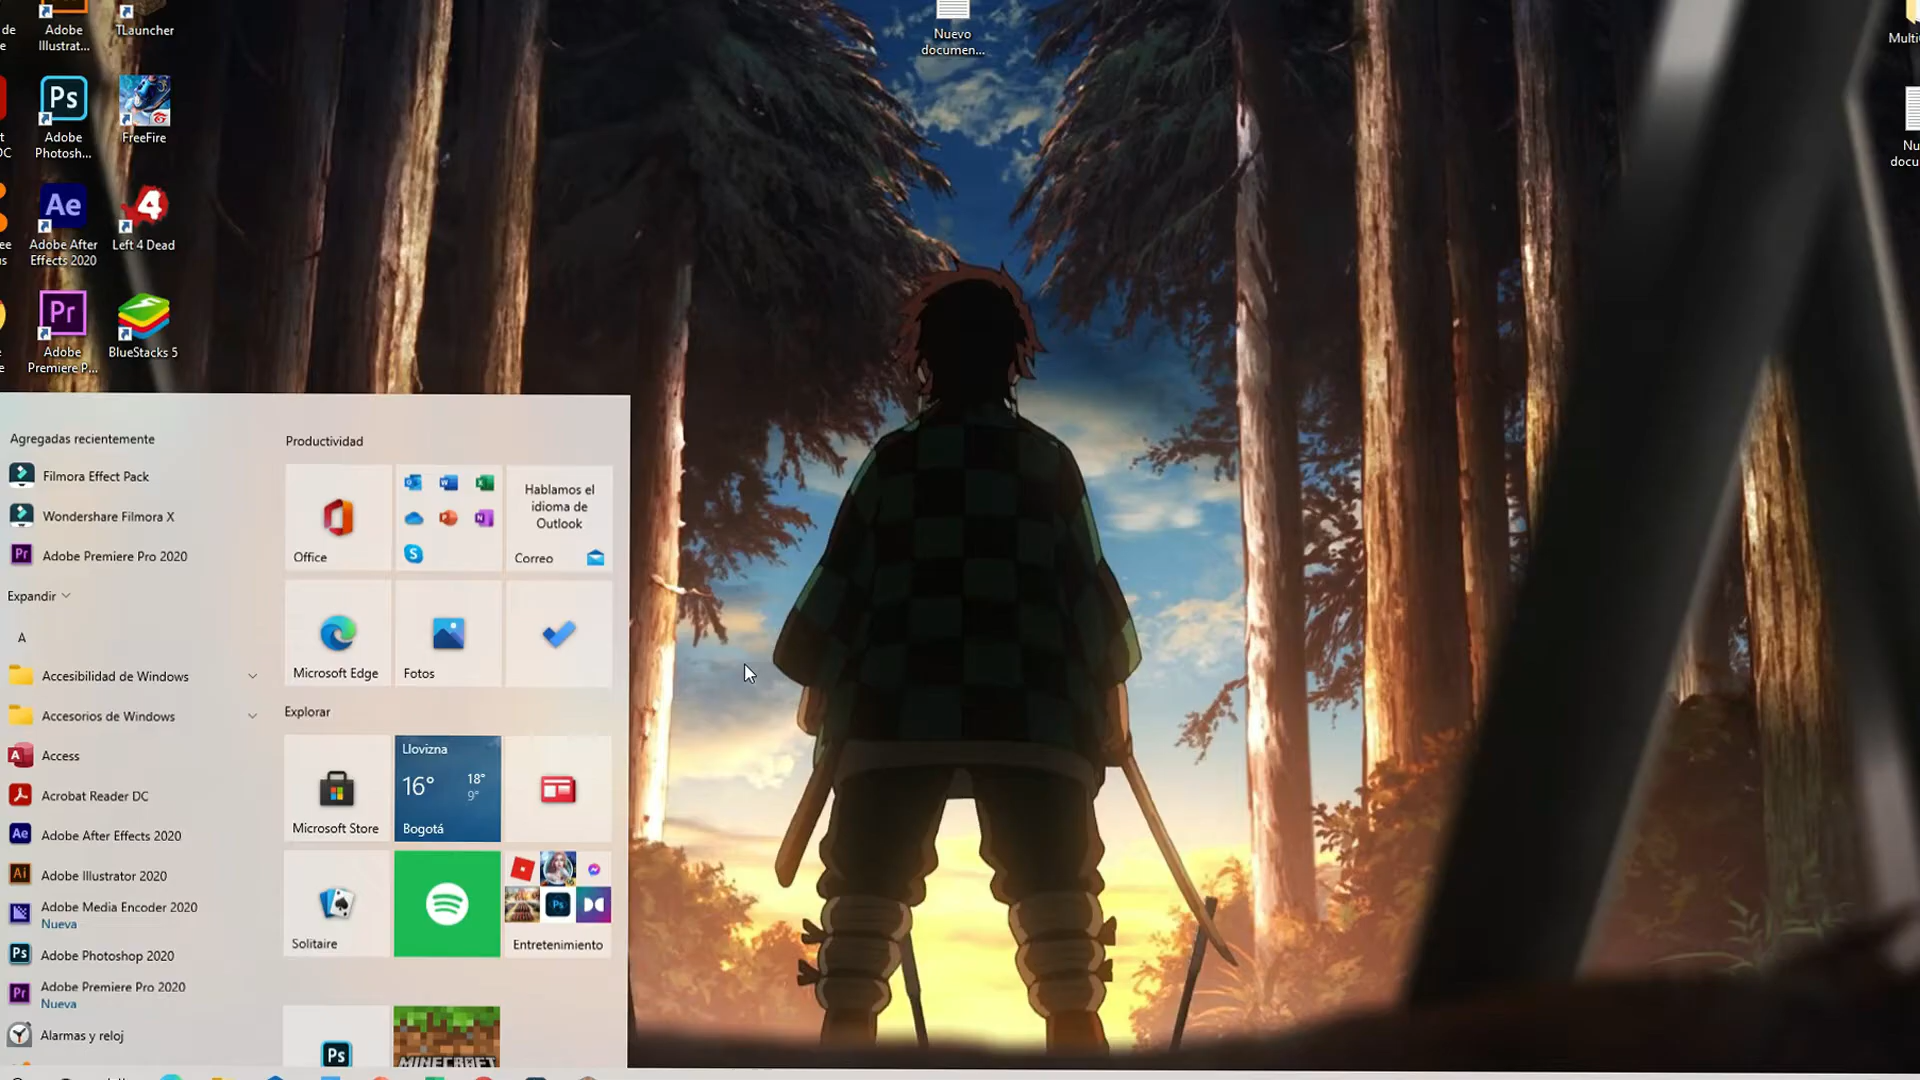 de
Adobe
Illustrat...
TLauncher
Nuevo
documen...
Adobe
Photosh...
FreeFire
DC
Adobe After
Effects 2020
Left 4 Dead
Adobe
Premiere P...
BlueStacks 5
Agregadas recientemente
Filmora Effect Pack
Wondershare Filmora X
Adobe Premiere Pro 2020
Expandir
A
Accesibilidad de Windows
Accesorios de Windows
Access
Acrobat Reader DC
Adobe After Effects 2020
Adobe Illustrator 2020
Adobe Media Encoder 2020
Nueva
Adobe Photoshop 2020
Adobe Premiere Pro 2020
Nueva
Alarmas y reloj
Productividad
Office
Hablamos el
idioma de
Outlook
Correo
Microsoft Edge
Fotos
Explorar
Microsoft Store
Llovizna
16°
18°
9°
Bogotá
Solitaire
Entretenimiento
Ps
MINECRAFT